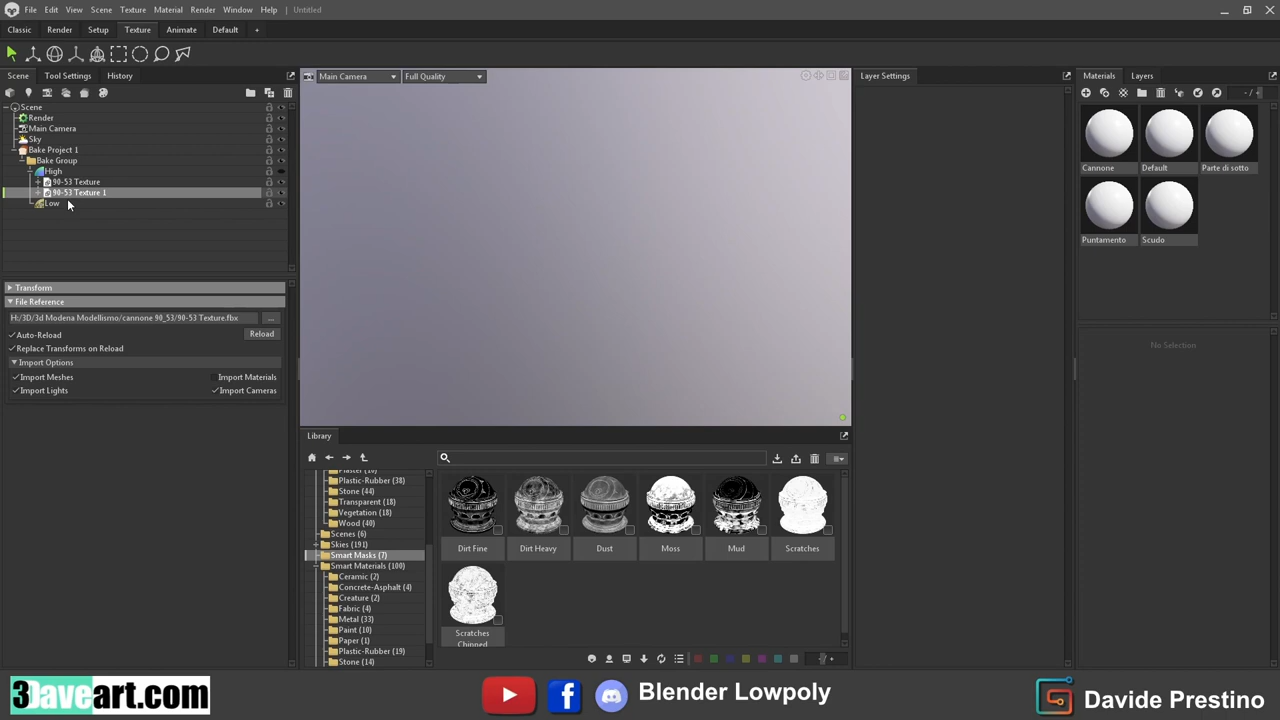 File Edit View Scene Texture Material Render Window Help Untitled
Classic Render Setup Texture Animate Default +
Scene Tool Settings History
Main Camera Full Quality
Layer Settings
Materials Layers
Scene
Render
Main Camera
Sky
Bake Project 1
Bake Group
High
90-53 Texture
90-53 Texture 1
Low
Cannone Default Parte di sotto
Puntamento Scudo
Transform
File Reference
H:/3D/3d Modena Modellismo/cannone 90_53/90-53 Texture.fbx ...
Auto-Reload Reload
Replace Transforms on Reload
Import Options
Import Meshes Import Materials
Import Lights Import Cameras
No Selection
Library
Plaster (10)
Plastic-Rubber (38)
Stone (44)
Transparent (18)
Vegetation (18)
Wood (40)
Scenes (6)
Skies (191)
Smart Masks (7)
Smart Materials (100)
Ceramic (2)
Concrete-Asphalt (4)
Creature (2)
Fabric (4)
Metal (33)
Paint (10)
Paper (1)
Plastic-Rubber (19)
Stone (14)
Dirt Fine Dirt Heavy Dust Moss Mud Scratches
Scratches
Chipped
3Daveart.com
Blender Lowpoly
Davide Prestino